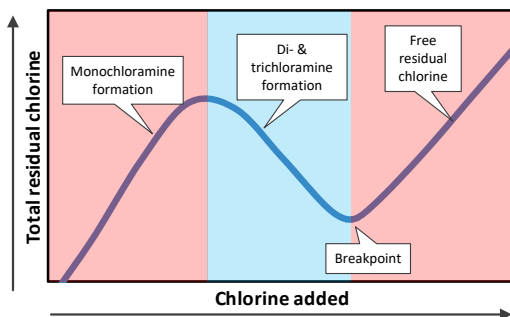 Total residual chlorine
Monochloramine
formation
Di- &
trichloramine
formation
Free
residual
chlorine
Breakpoint
Chlorine added